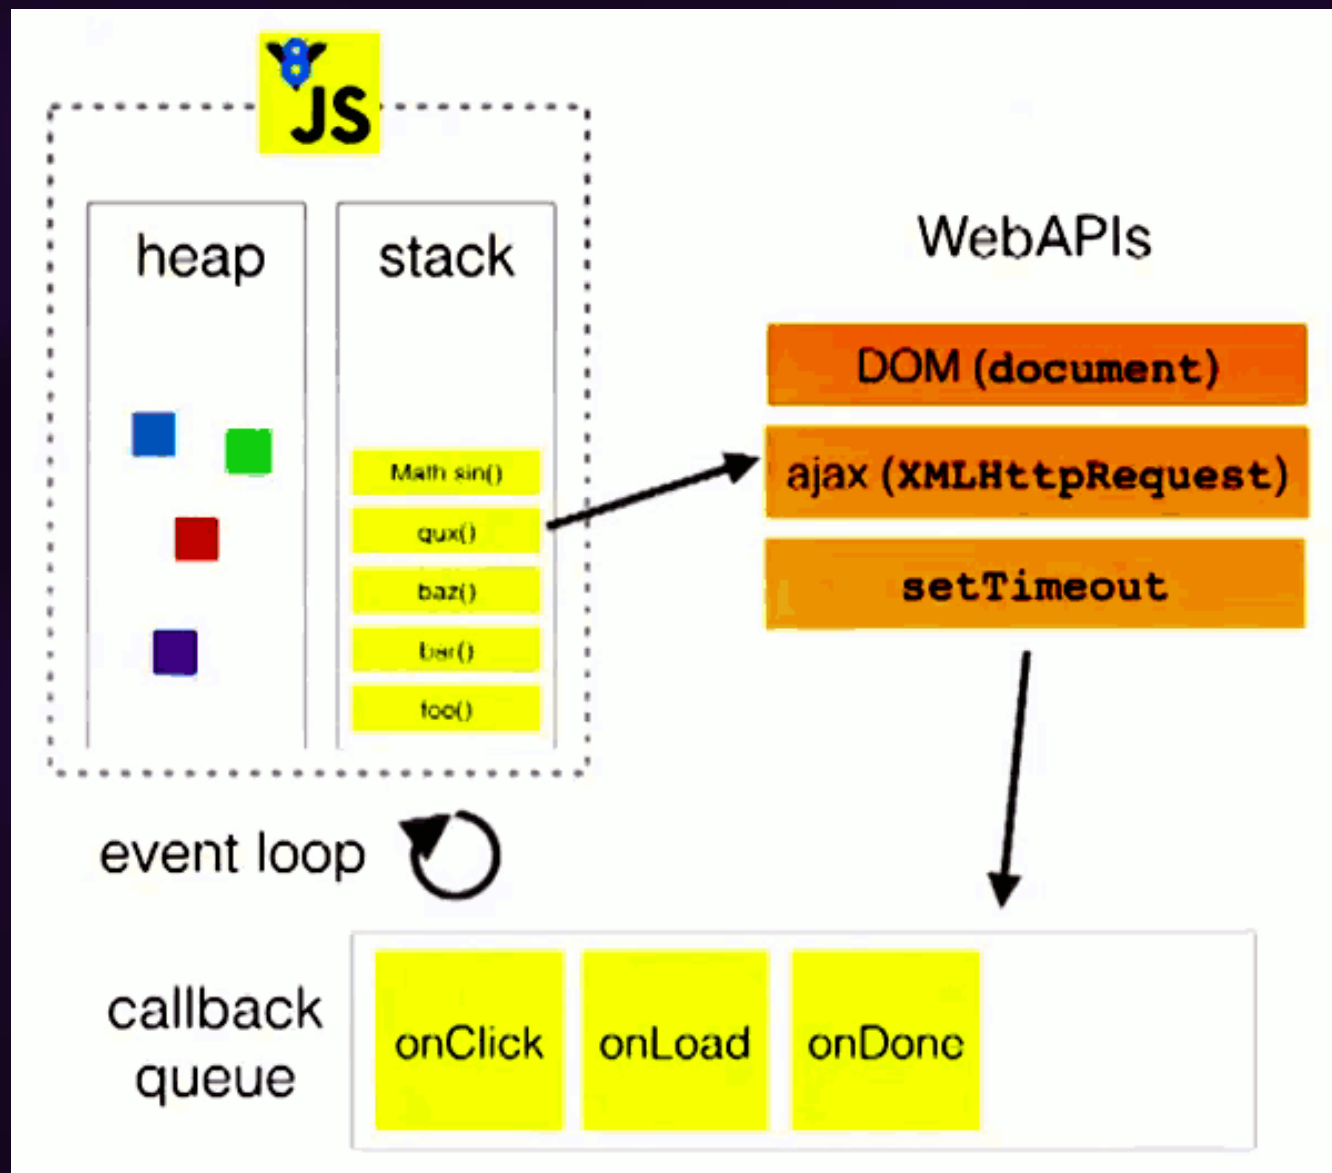 8
JS
heap
stack
Math sin()
qux()
baz()
bar()
foo()
WebAPIs
DOM (document)
ajax (XMLHttpRequest)
setTimeout
event loop
callback
queue
onClick
onLoad
onDone